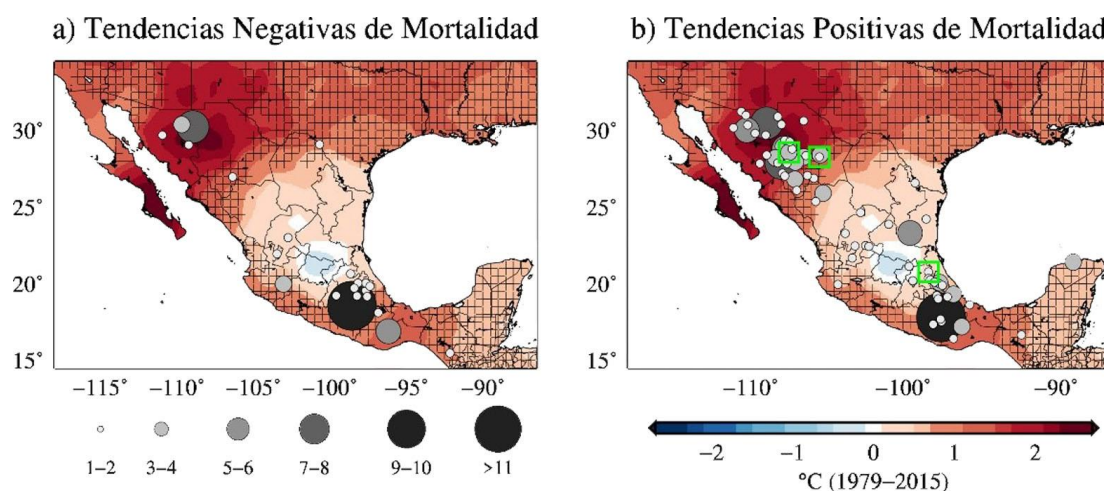 a) Tendencias Negativas de Mortalidad
b) Tendencias Positivas de Mortalidad
30°
25°
20°
15°
30°
25°
20°
15°
−115° −110° −105° −100° −95° −90°
−110° −100° −90°
1−2 3−4 5−6 7−8 9−10 >11
−2 −1 0 1 2
°C (1979−2015)